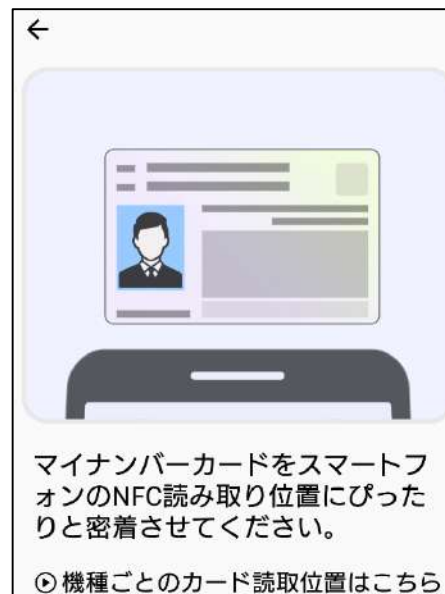 マイナンバーカードをスマートフ
ォンのNFC読み取り位置にぴった
りと密着させてください。
機種ごとのカード読取位置はこちら